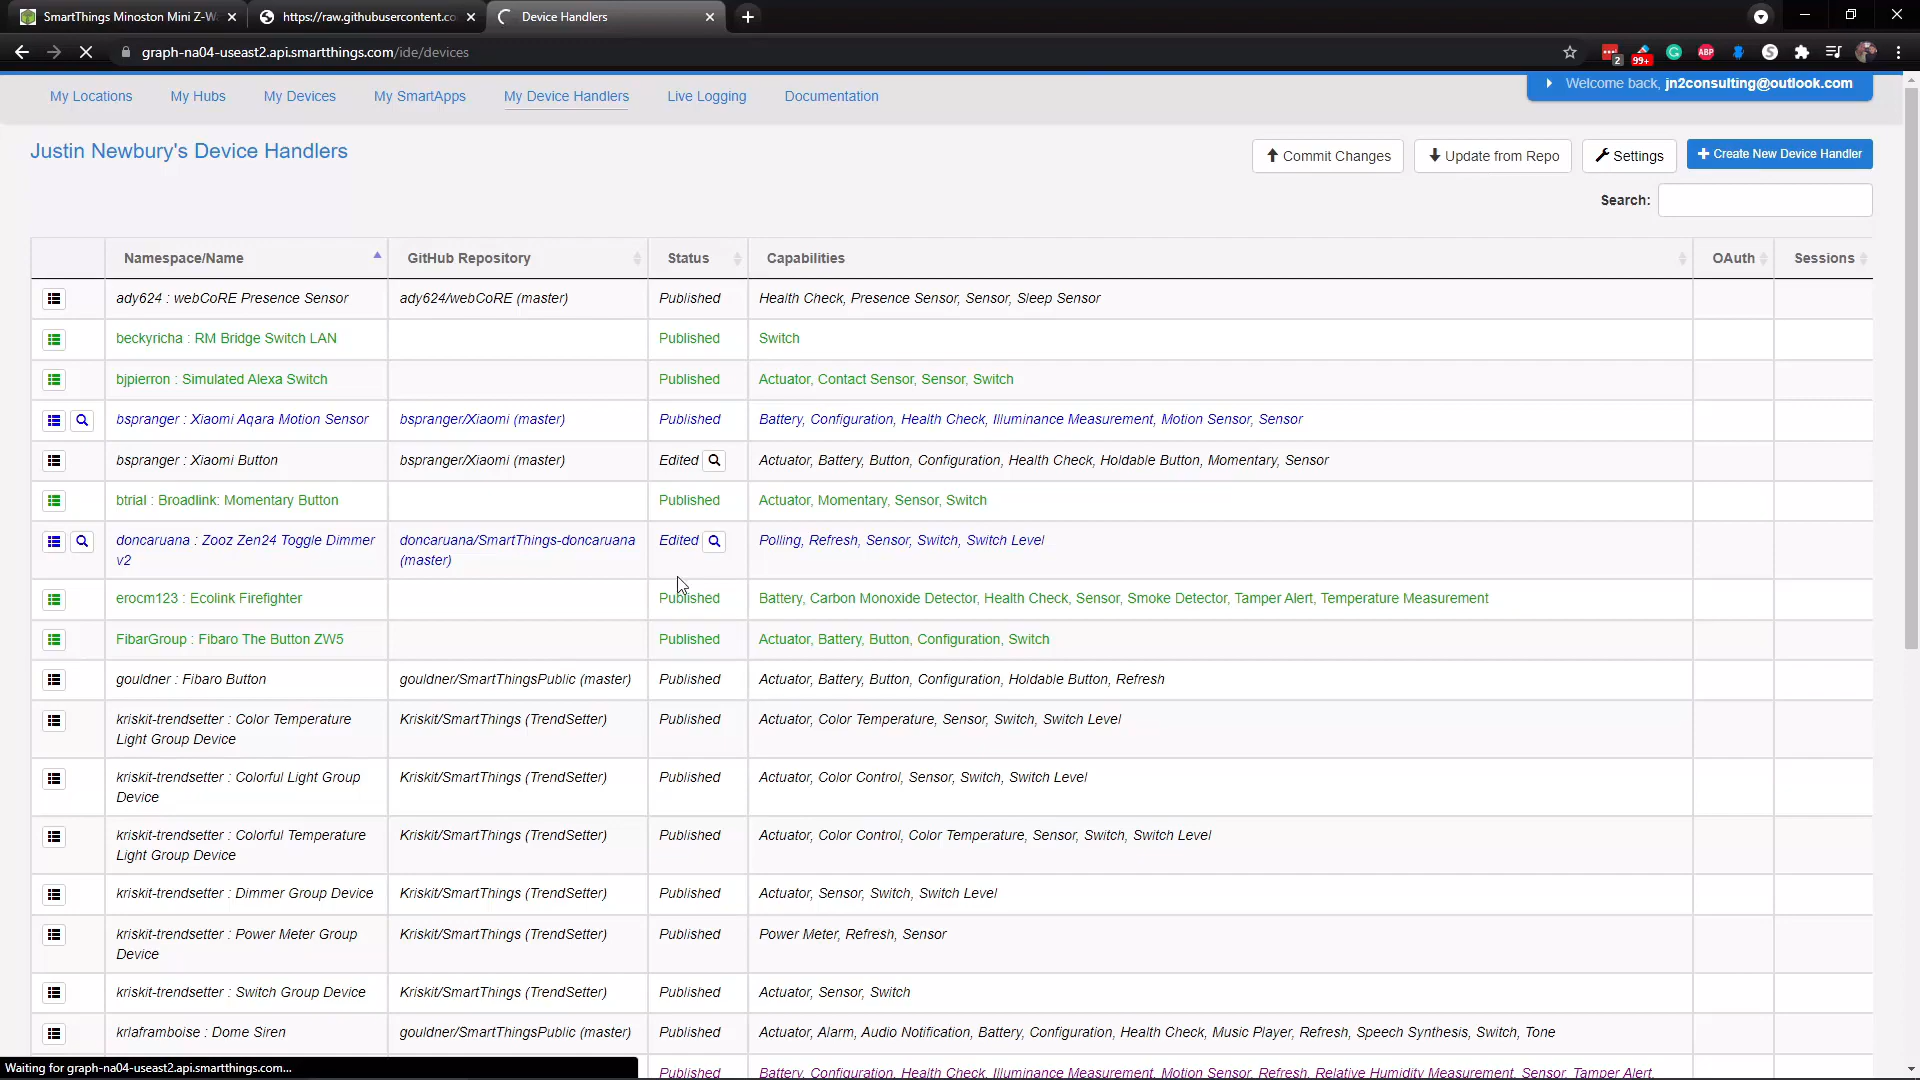 SmartThings Minoston Mini Z-W
https://raw.githubusercontent.co
Device Handlers
graph-na04-useast2.api.smartthings.com/ide/devices
2
99+
ABP
My Locations My Hubs My Devices My SmartApps My Device Handlers Live Logging Documentation
Welcome back, jn2consulting@outlook.com
Justin Newbury's Device Handlers
Commit Changes Update from Repo Settings Create New Device Handler
Search:
Namespace/Name GitHub Repository Status Capabilities OAuth Sessions
ady624 : webCoRE Presence Sensor ady624/webCoRE (master) Published Health Check, Presence Sensor, Sensor, Sleep Sensor
beckyricha : RM Bridge Switch LAN Published Switch
bjpierron : Simulated Alexa Switch Published Actuator, Contact Sensor, Sensor, Switch
bspranger : Xiaomi Aqara Motion Sensor bspranger/Xiaomi (master) Published Battery, Configuration, Health Check, Illuminance Measurement, Motion Sensor, Sensor
bspranger : Xiaomi Button bspranger/Xiaomi (master) Edited Actuator, Battery, Button, Configuration, Health Check, Holdable Button, Momentary, Sensor
btrial : Broadlink: Momentary Button Published Actuator, Momentary, Sensor, Switch
doncaruana : Zooz Zen24 Toggle Dimmer doncaruana/SmartThings-doncaruana Edited Polling, Refresh, Sensor, Switch, Switch Level
v2 (master)
erocm123 : Ecolink Firefighter Published Battery, Carbon Monoxide Detector, Health Check, Sensor, Smoke Detector, Tamper Alert, Temperature Measurement
FibarGroup : Fibaro The Button ZW5 Published Actuator, Battery, Button, Configuration, Switch
gouldner : Fibaro Button gouldner/SmartThingsPublic (master) Published Actuator, Battery, Button, Configuration, Holdable Button, Refresh
kriskit-trendsetter : Color Temperature Kriskit/SmartThings (TrendSetter) Published Actuator, Color Temperature, Sensor, Switch, Switch Level
Light Group Device
kriskit-trendsetter : Colorful Light Group Kriskit/SmartThings (TrendSetter) Published Actuator, Color Control, Sensor, Switch, Switch Level
Device
kriskit-trendsetter : Colorful Temperature Kriskit/SmartThings (TrendSetter) Published Actuator, Color Control, Color Temperature, Sensor, Switch, Switch Level
Light Group Device
kriskit-trendsetter : Dimmer Group Device Kriskit/SmartThings (TrendSetter) Published Actuator, Sensor, Switch, Switch Level
kriskit-trendsetter : Power Meter Group Kriskit/SmartThings (TrendSetter) Published Power Meter, Refresh, Sensor
Device
kriskit-trendsetter : Switch Group Device Kriskit/SmartThings (TrendSetter) Published Actuator, Sensor, Switch
krlaframboise : Dome Siren gouldner/SmartThingsPublic (master) Published Actuator, Alarm, Audio Notification, Battery, Configuration, Health Check, Music Player, Refresh, Speech Synthesis, Switch, Tone
Published Battery, Configuration, Health Check, Illuminance Measurement, Motion Sensor, Refresh, Relative Humidity Measurement, Sensor, Tamper Alert,
Waiting for graph-na04-useast2.api.smartthings.com...